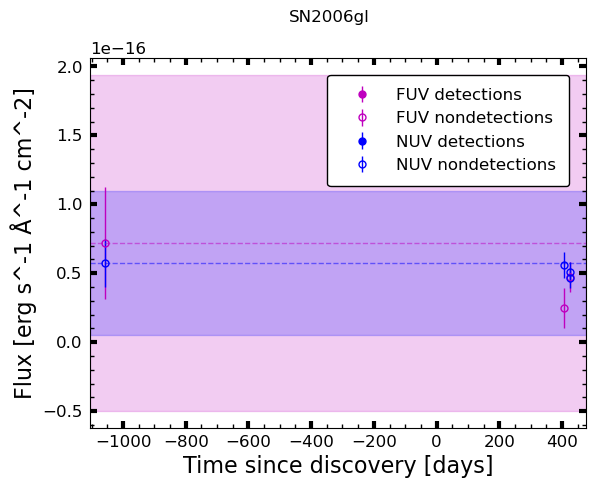 SN2006gl
1e−16
Flux [erg s^-1 Å^-1 cm^-2]
2.0
1.5
1.0
0.5
0.0
−0.5
FUV detections
FUV nondetections
NUV detections
NUV nondetections
−1000 −800 −600 −400 −200 0 200 400
Time since discovery [days]